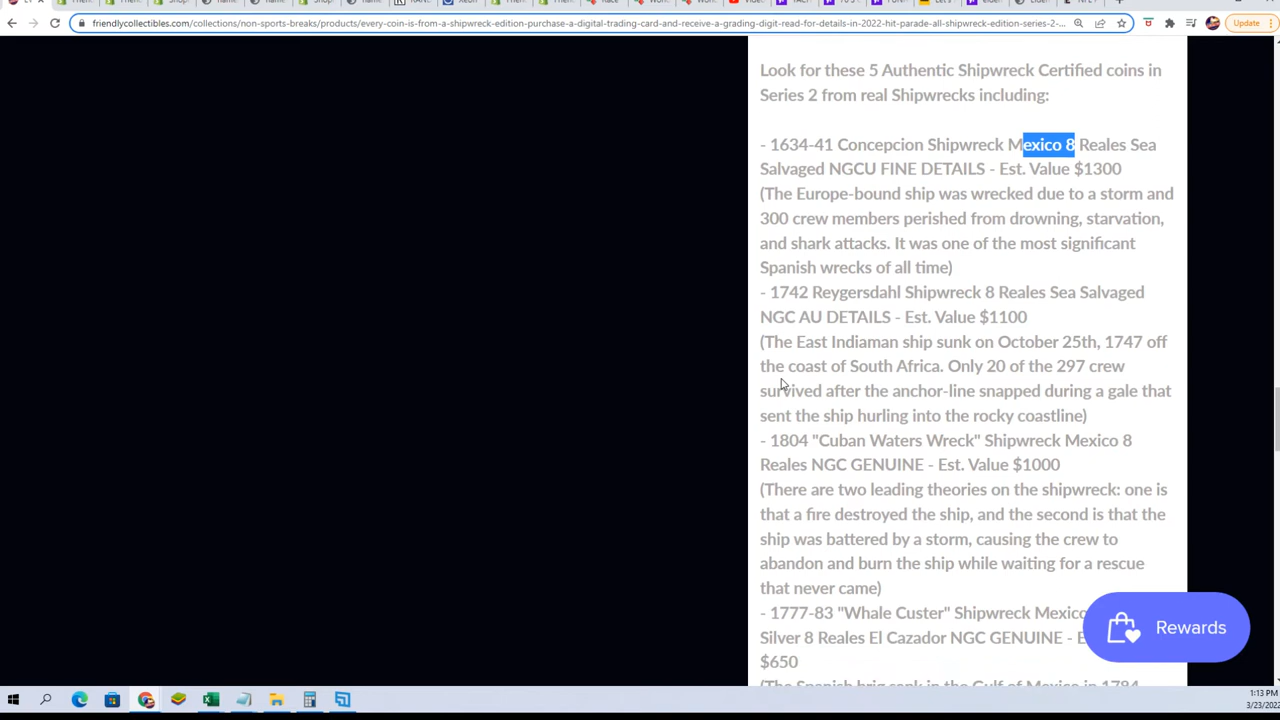 friendlycollectibles.com/collections/non-sports-breaks/products/every-coin-is-from-a-shipwreck-edition-purchase-a-digital-trading-card-and-receive-a-grading-digit-read-for-details-in-2022-hit-parade-all-shipwreck-edition-series-2-...
Update
Look for these 5 Authentic Shipwreck Certified coins in
Series 2 from real Shipwrecks including:
- 1634-41 Concepcion Shipwreck Mexico 8 Reales Sea
Salvaged NGCU FINE DETAILS - Est. Value $1300
(The Europe-bound ship was wrecked due to a storm and
300 crew members perished from drowning, starvation,
and shark attacks. It was one of the most significant
Spanish wrecks of all time)
- 1742 Reygersdahl Shipwreck 8 Reales Sea Salvaged
NGC AU DETAILS - Est. Value $1100
(The East Indiaman ship sunk on October 25th, 1747 off
the coast of South Africa. Only 20 of the 297 crew
survived after the anchor-line snapped during a gale that
sent the ship hurling into the rocky coastline)
- 1804 "Cuban Waters Wreck" Shipwreck Mexico 8
Reales NGC GENUINE - Est. Value $1000
(There are two leading theories on the shipwreck: one is
that a fire destroyed the ship, and the second is that the
ship was battered by a storm, causing the crew to
abandon and burn the ship while waiting for a rescue
that never came)
- 1777-83 "Whale Custer" Shipwreck Mexico
Silver 8 Reales El Cazador NGC GENUINE - E
$650
(The Spanish brig sank in the Gulf of Mexico in 1784
Rewards
1:13 PM
3/23/2022